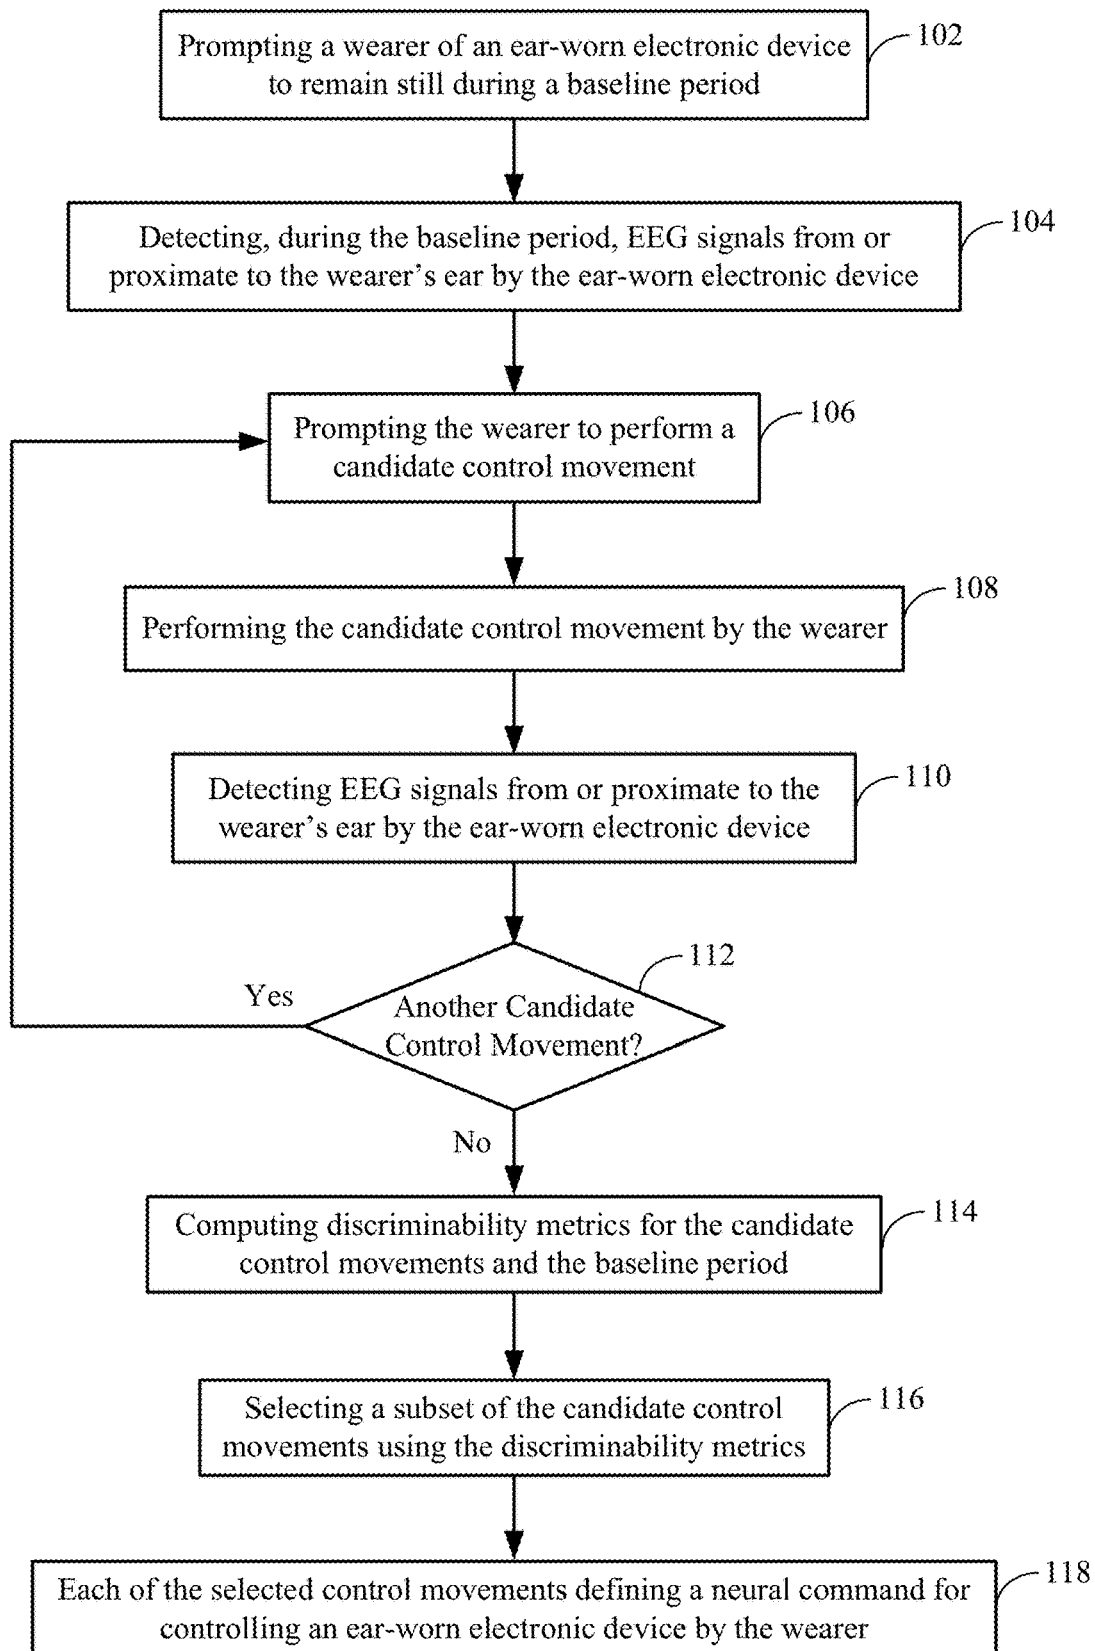 Prompting a wearer of an ear-worn electronic device
to remain still during a baseline period
102
Detecting, during the baseline period, EEG signals from or
proximate to the wearer's ear by the ear-worn electronic device
104
Prompting the wearer to perform a
candidate control movement
106
Performing the candidate control movement by the wearer
108
Detecting EEG signals from or proximate to the
wearer's ear by the ear-worn electronic device
110
Another Candidate
Control Movement?
112
Yes
No
Computing discriminability metrics for the candidate
control movements and the baseline period
114
Selecting a subset of the candidate control
movements using the discriminability metrics
116
Each of the selected control movements defining a neural command for
controlling an ear-worn electronic device by the wearer
118